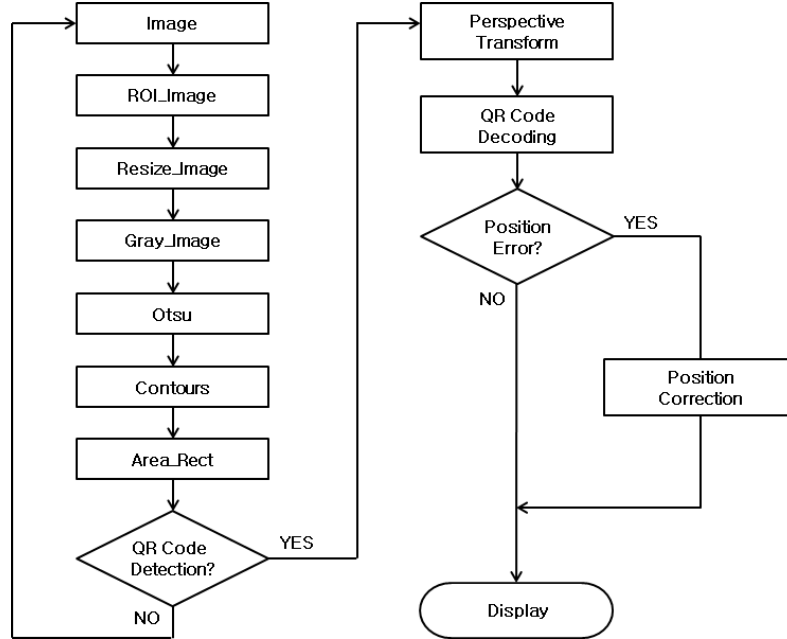 Image
ROI_Image
Resize_Image
Gray_Image
Otsu
Contours
Area_Rect
QR Code
Detection?
YES
NO
Perspective
Transform
QR Code
Decoding
Position
Error?
YES
NO
Position
Correction
Display